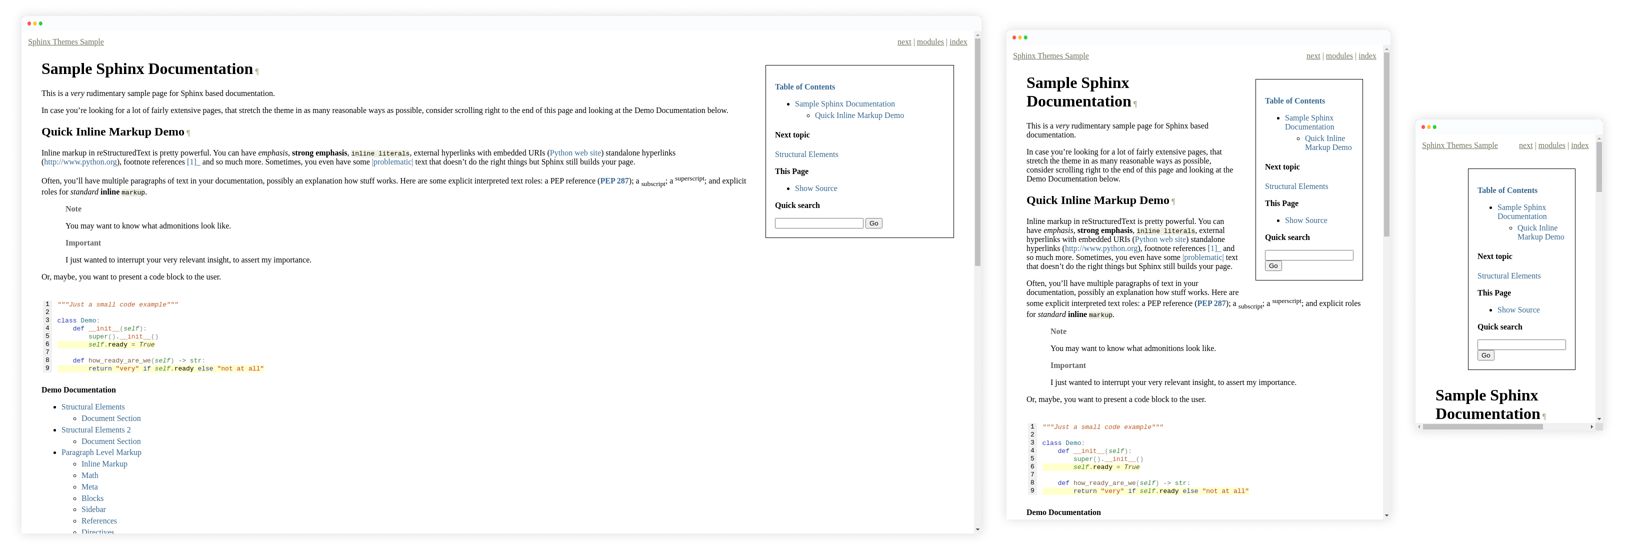 Sphinx Themes Sample
next | modules | index
Sample Sphinx Documentation¶
This is a very rudimentary sample page for Sphinx based documentation.
In case you’re looking for a lot of fairly extensive pages, that stretch the theme in as many reasonable ways as possible, consider scrolling right to the end of this page and looking at the Demo Documentation below.
Quick Inline Markup Demo¶
Inline markup in reStructuredText is pretty powerful. You can have emphasis, strong emphasis, inline literals, external hyperlinks with embedded URIs (Python web site) standalone hyperlinks
(http://www.python.org), footnote references [1]_ and so much more. Sometimes, you even have some |problematic| text that doesn’t do the right things but Sphinx still builds your page.
Often, you’ll have multiple paragraphs of text in your documentation, possibly an explanation how stuff works. Here are some explicit interpreted text roles: a PEP reference (PEP 287); a subscript; a superscript; and explicit
roles for standard inline markup.
Note
You may want to know what admonitions look like.
Important
I just wanted to interrupt your very relevant insight, to assert my importance.
Or, maybe, you want to present a code block to the user.
1 """Just a small code example"""
2
3 class Demo:
4 def __init__(self):
5 super().__init__()
6 self.ready = True
7
8 def how_ready_are_we(self) -> str:
9 return "very" if self.ready else "not at all"
Demo Documentation
Structural Elements
Document Section
Structural Elements 2
Document Section
Paragraph Level Markup
Inline Markup
Math
Meta
Blocks
Sidebar
References
Directives
Table of Contents
Sample Sphinx Documentation
Quick Inline Markup Demo
Next topic
Structural Elements
This Page
Show Source
Quick search
Go
Sphinx Themes Sample
next | modules | index
Sample Sphinx
Documentation¶
This is a very rudimentary sample page for Sphinx based
documentation.
In case you’re looking for a lot of fairly extensive pages, that
stretch the theme in as many reasonable ways as possible,
consider scrolling right to the end of this page and looking at the
Demo Documentation below.
Quick Inline Markup Demo¶
Inline markup in reStructuredText is pretty powerful. You can
have emphasis, strong emphasis, inline literals, external
hyperlinks with embedded URIs (Python web site) standalone
hyperlinks (http://www.python.org), footnote references [1]_ and
so much more. Sometimes, you even have some |problematic| text
that doesn’t do the right things but Sphinx still builds your page.
Often, you’ll have multiple paragraphs of text in your
documentation, possibly an explanation how stuff works. Here are
some explicit interpreted text roles: a PEP reference (PEP 287); a subscript; a superscript; and explicit roles
for standard inline markup.
Note
You may want to know what admonitions look like.
Important
I just wanted to interrupt your very relevant insight, to assert my importance.
Or, maybe, you want to present a code block to the user.
1 """Just a small code example"""
2
3 class Demo:
4 def __init__(self):
5 super().__init__()
6 self.ready = True
7
8 def how_ready_are_we(self) -> str:
9 return "very" if self.ready else "not at all"
Demo Documentation
Table of Contents
Sample Sphinx
Documentation
Quick Inline
Markup Demo
Next topic
Structural Elements
This Page
Show Source
Quick search
Go
Sphinx Themes Sample
next | modules | index
Table of Contents
Sample Sphinx
Documentation
Quick Inline
Markup Demo
Next topic
Structural Elements
This Page
Show Source
Quick search
Go
Sample Sphinx
Documentation¶